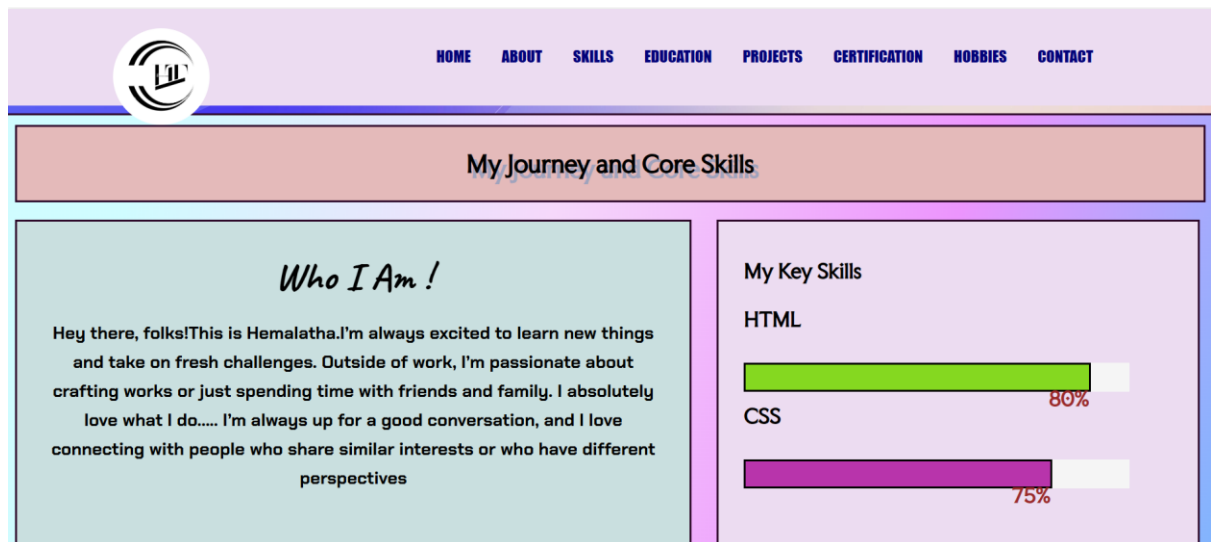 HOME ABOUT SKILLS EDUCATION PROJECTS CERTIFICATION HOBBIES CONTACT
My Journey and Core Skills
Who I Am !
Hey there, folks!This is Hemalatha.I'm always excited to learn new things
and take on fresh challenges. Outside of work, I'm passionate about
crafting works or just spending time with friends and family. I absolutely
love what I do..... I'm always up for a good conversation, and I love
connecting with people who share similar interests or who have different
perspectives
My Key Skills
HTML
80%
CSS
75%